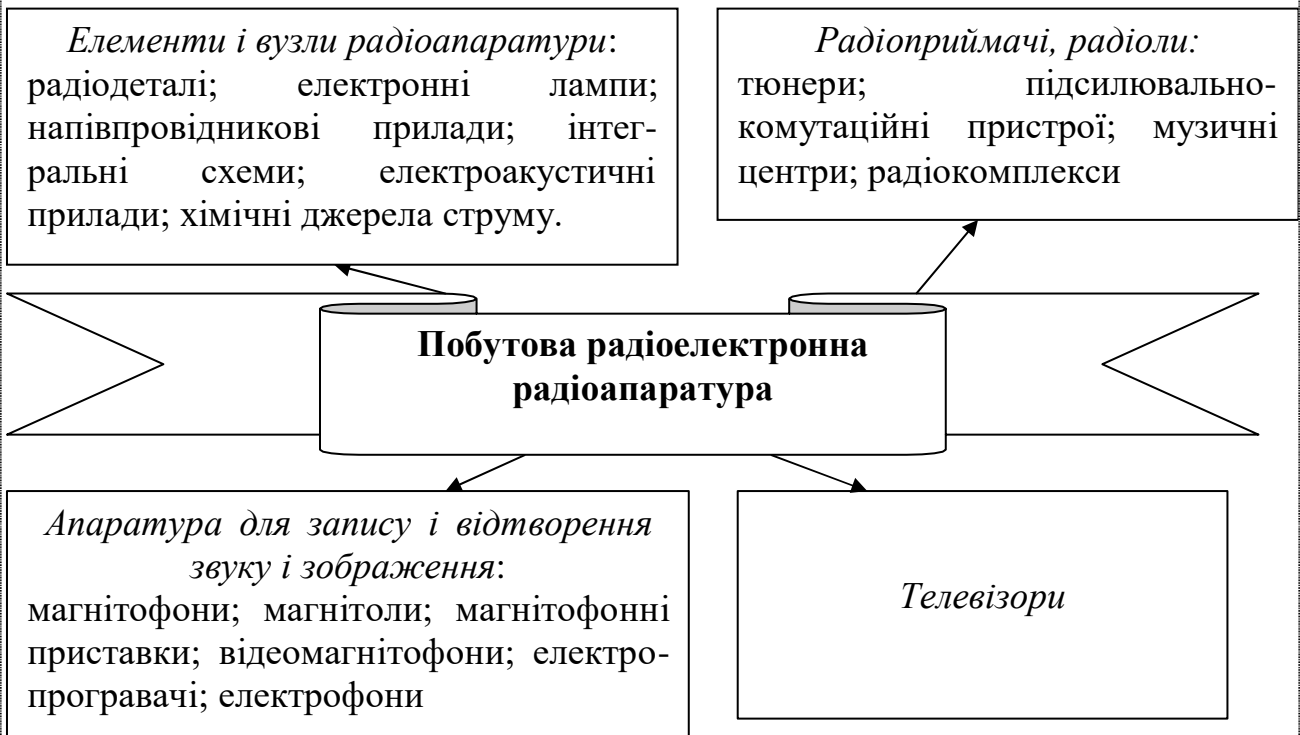 Елементи і вузли радіоапаратури:
радіодеталі; електронні лампи;
напівпровідникові прилади; інтег-
ральні схеми; електроакустичні
прилади; хімічні джерела струму.
Радіоприймачі, радіоли:
тюнери; підсилювально-
комутаційні пристрої; музичні
центри; радіокомплекси
Побутова радіоелектронна
радіоапаратура
Апаратура для запису і відтворення
звуку і зображення:
магнітофони; магнітоли; магнітофонні
приставки; відеомагнітофони; електро-
програвачі; електрофони
Телевізори